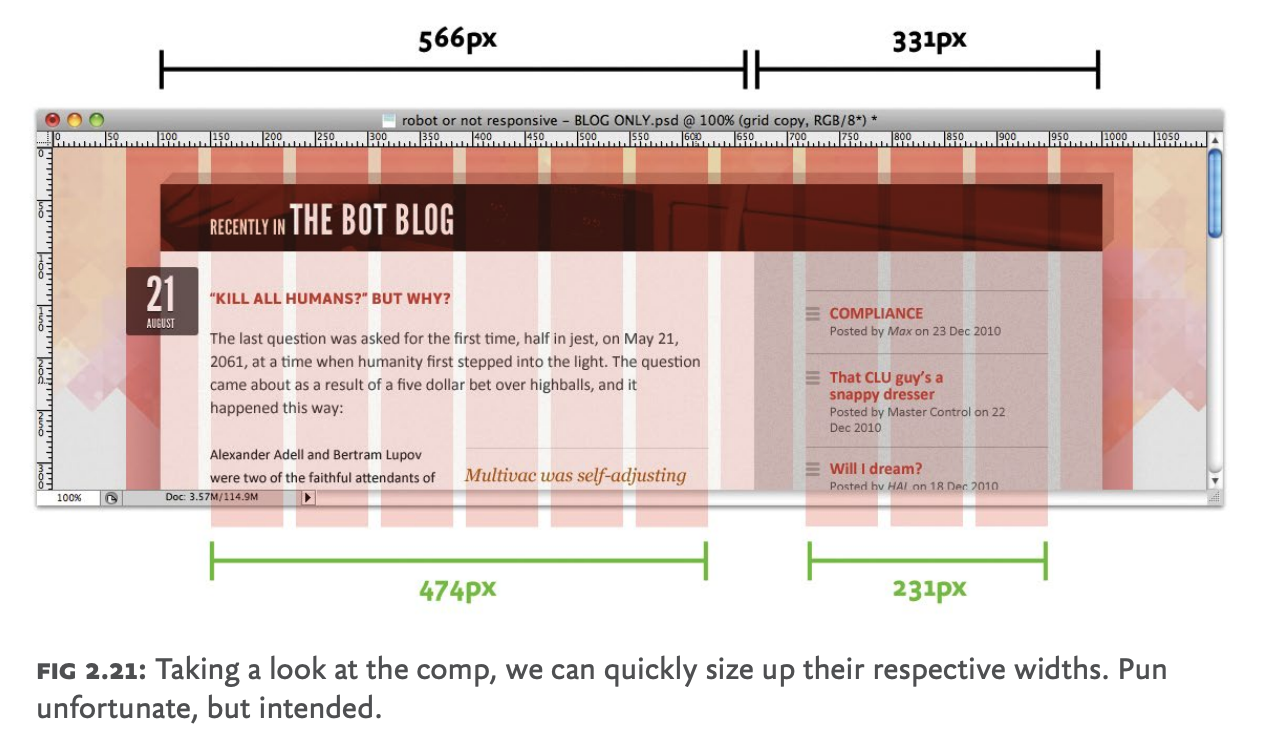 566px 331px
robot or not responsive – BLOG ONLY.psd @ 100% (grid copy, RGB/8*) *
0 50 100 150 200 250 300 350 400 450 500 550 600 650 700 750 800 850 900 950 1000 1050
0
50
100
150
200
250
RECENTLY IN THE BOT BLOG
21
AUGUST
“KILL ALL HUMANS?” BUT WHY?
The last question was asked for the first time, half in jest, on May 21,
2061, at a time when humanity first stepped into the light. The question
came about as a result of a five dollar bet over highballs, and it
happened this way:
Alexander Adell and Bertram Lupov
were two of the faithful attendants of
Multivac was self-adjusting
COMPLIANCE
Posted by Max on 23 Dec 2010
That CLU guy’s a
snappy dresser
Posted by Master Control on 22
Dec 2010
Will I dream?
Posted by HAL on 18 Dec 2010
100% Doc: 3.57M/114.9M
474px 231px
FIG 2.21: Taking a look at the comp, we can quickly size up their respective widths. Pun
unfortunate, but intended.